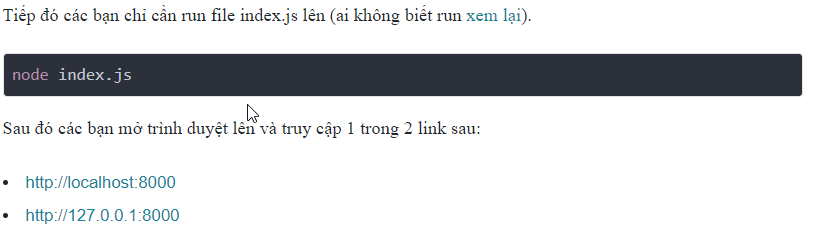 Tiếp đó các bạn chỉ cần run file index.js lên (ai không biết run xem lại).
node index.js
Sau đó các bạn mở trình duyệt lên và truy cập 1 trong 2 link sau:
• http://localhost:8000
• http://127.0.0.1:8000